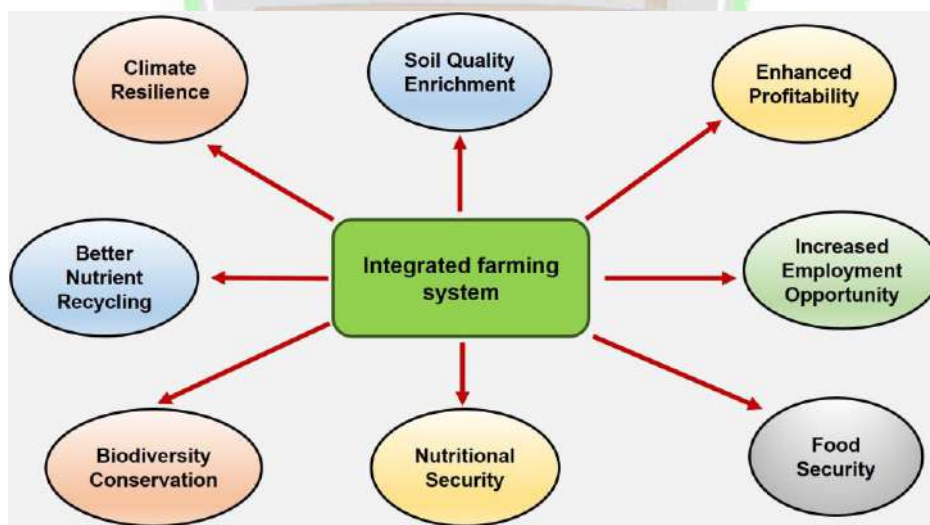 Climate
Resilience
Soil Quality
Enrichment
Enhanced
Profitability
Better
Nutrient
Recycling
Integrated farming
system
Increased
Employment
Opportunity
Biodiversity
Conservation
Nutritional
Security
Food
Security